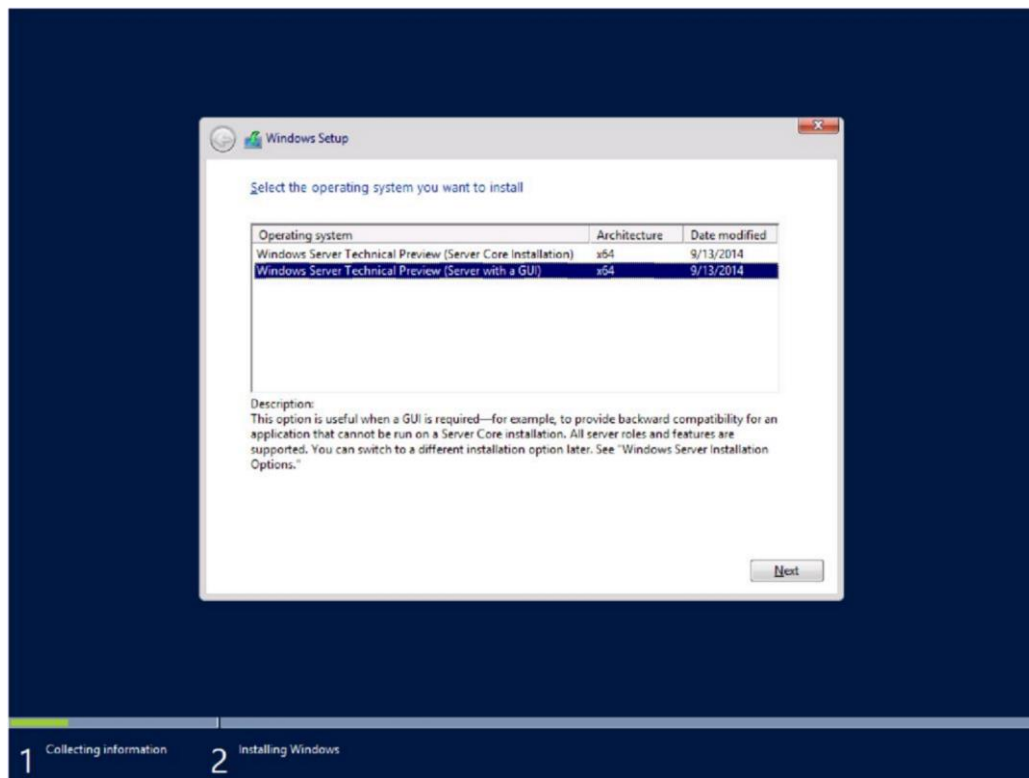 Windows Setup
Select the operating system you want to install
Operating system Architecture Date modified
Windows Server Technical Preview (Server Core Installation) x64 9/13/2014
Windows Server Technical Preview (Server with a GUI) x64 9/13/2014
Description:
This option is useful when a GUI is required—for example, to provide backward compatibility for an
application that cannot be run on a Server Core installation. All server roles and features are
supported. You can switch to a different installation option later. See "Windows Server Installation
Options."
Next
1 Collecting information 2 Installing Windows